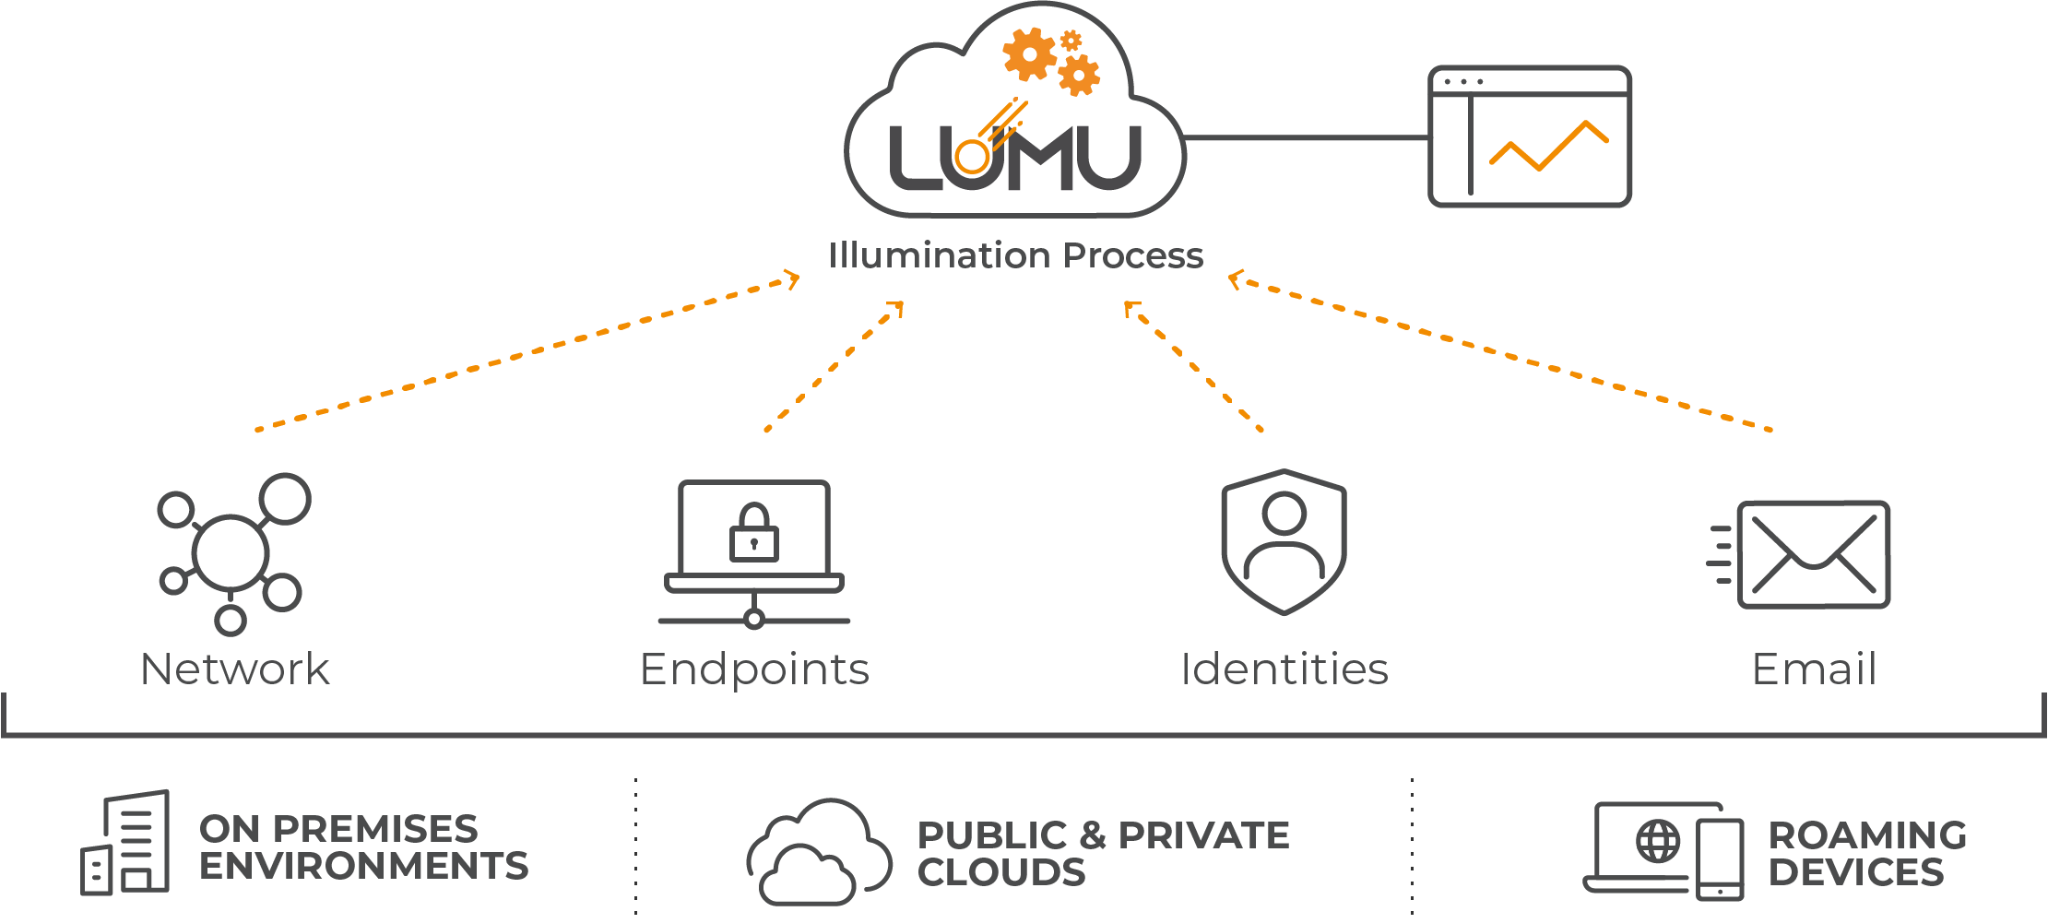 LUMU
Illumination Process
Network
Endpoints
Identities
Email
ON PREMISES
ENVIRONMENTS
PUBLIC & PRIVATE
CLOUDS
ROAMING
DEVICES